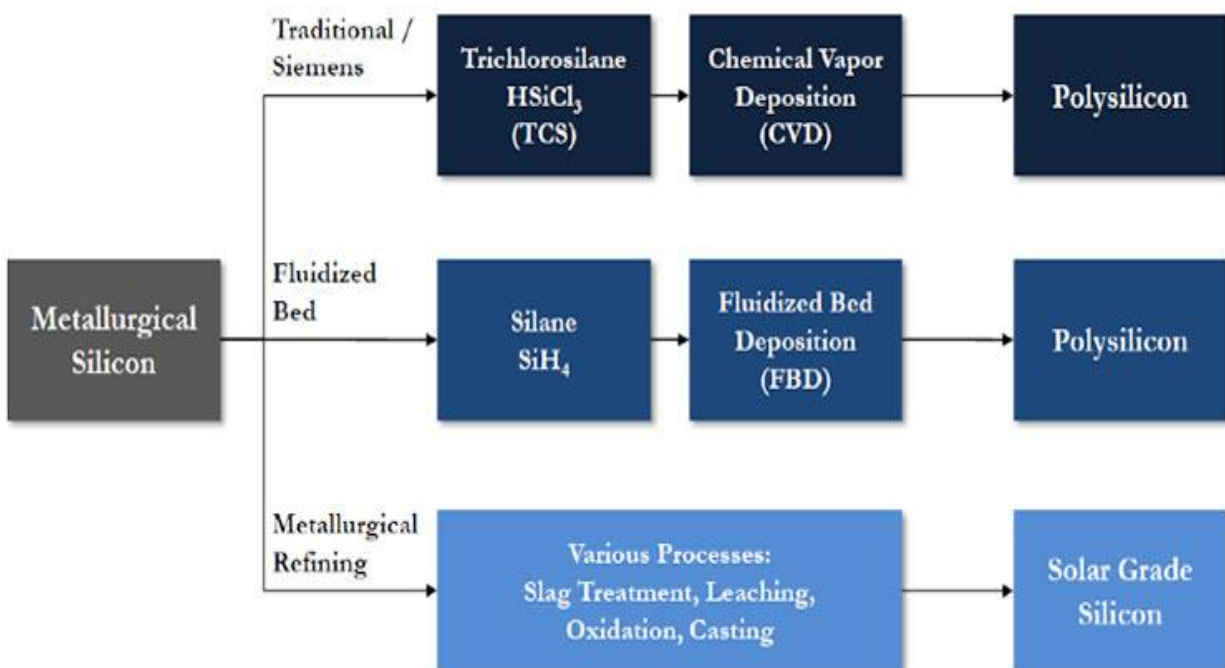 Traditional /
Siemens
Trichlorosilane
HSiCl₃
(TCS)
Chemical Vapor
Deposition
(CVD)
Polysilicon
Metallurgical
Silicon
Fluidized
Bed
Silane
SiH₄
Fluidized Bed
Deposition
(FBD)
Polysilicon
Metallurgical
Refining
Various Processes:
Slag Treatment, Leaching,
Oxidation, Casting
Solar Grade
Silicon